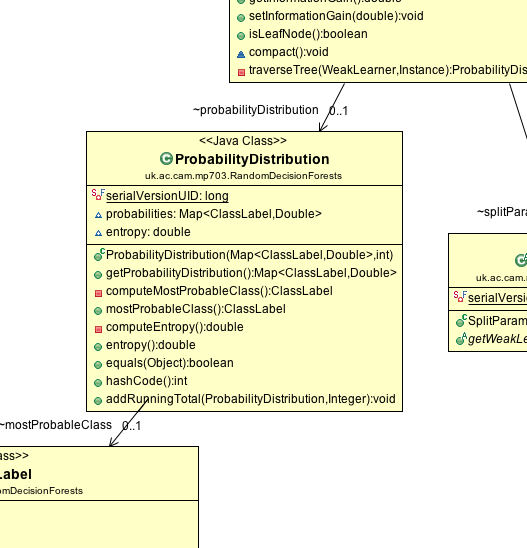 setInformationGain(double):void
isLeafNode():boolean
compact():void
traverseTree(WeakLearner,Instance):ProbabilityDis
~probabilityDistribution 0..1
<<Java Class>>
ProbabilityDistribution
uk.ac.cam.mp703.RandomDecisionForests
serialVersionUID: long
probabilities: Map<ClassLabel,Double>
entropy: double
ProbabilityDistribution(Map<ClassLabel,Double>,int)
getProbabilityDistribution():Map<ClassLabel,Double>
computeMostProbableClass():ClassLabel
mostProbableClass():ClassLabel
computeEntropy():double
entropy():double
equals(Object):boolean
hashCode():int
addRunningTotal(ProbabilityDistribution,Integer):void
~splitPara
uk.ac.cam.
serialVersi
SplitParam
getWeakLe
~mostProbableClass 0..1
ass>>
Label
omDecisionForests